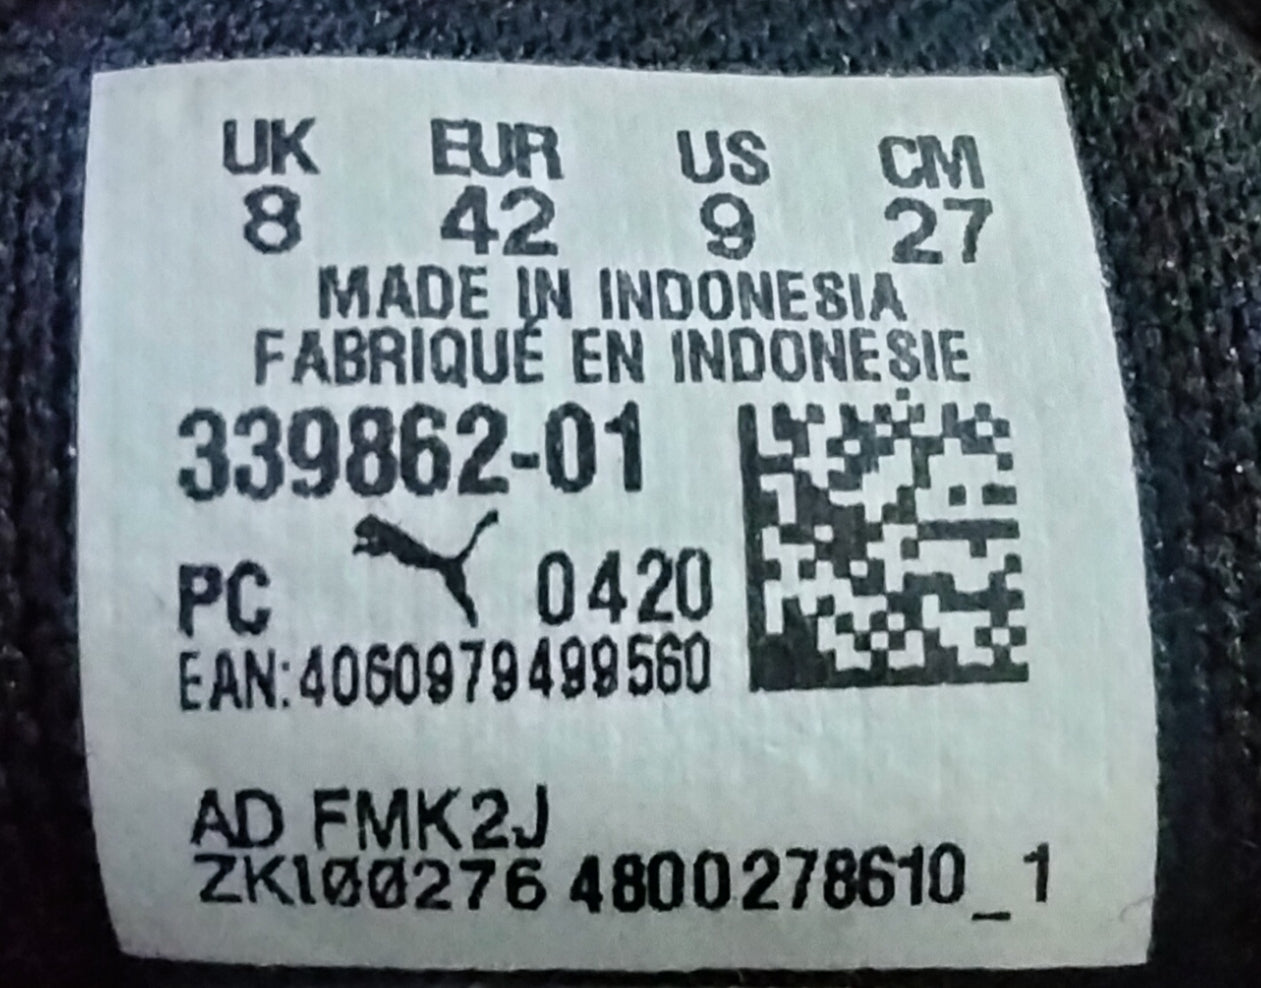 UK EUR US CM
8 42 9 27
MADE IN INDONESIA
FABRIQUÉ EN INDONESIE
339862-01
PC 0420
EAN:4060979499560
AD FMK2J
ZK100276 4800278610_1